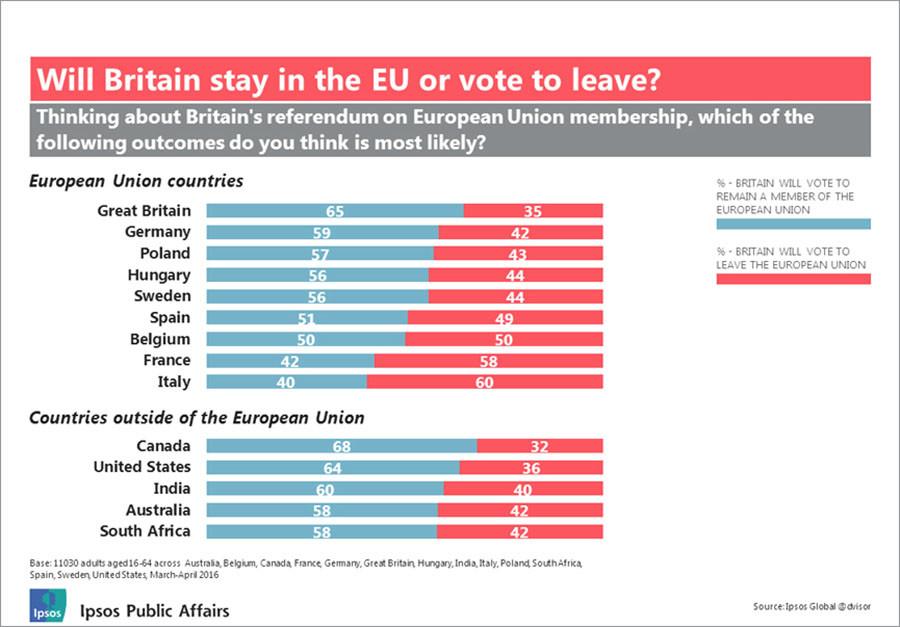 Will Britain stay in the EU or vote to leave?
Thinking about Britain's referendum on European Union membership, which of the
following outcomes do you think is most likely?
European Union countries
% - BRITAIN WILL VOTE TO
REMAIN A MEMBER OF THE
EUROPEAN UNION
% - BRITAIN WILL VOTE TO
LEAVE THE EUROPEAN UNION
Great Britain 65 35
Germany 59 42
Poland 57 43
Hungary 56 44
Sweden 56 44
Spain 51 49
Belgium 50 50
France 42 58
Italy 40 60
Countries outside of the European Union
Canada 68 32
United States 64 36
India 60 40
Australia 58 42
South Africa 58 42
Base: 11030 adults aged 16-64 across Australia, Belgium, Canada, France, Germany, Great Britain, Hungary, India, Italy, Poland, South Africa,
Spain, Sweden, United States, March-April 2016
Ipsos
Ipsos Public Affairs
Source: Ipsos Global @dvisor